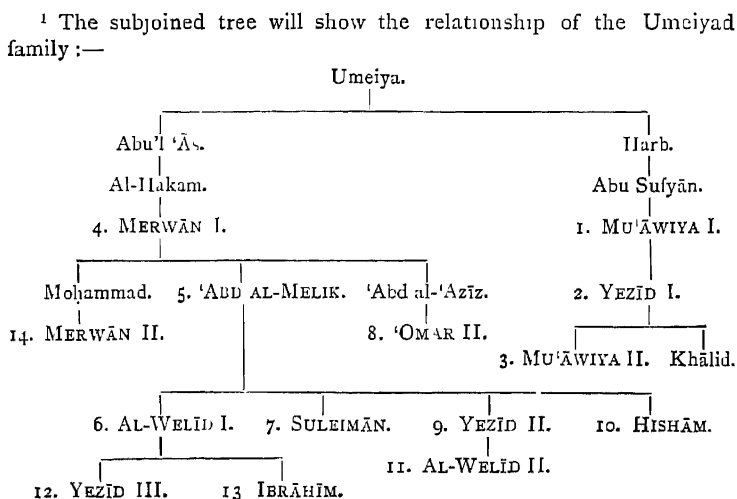 ¹ The subjoined tree will show the relationship of the Umeiyad
family :—
Umeiya.
Abu'l ‘Ās. Harb.
Al-Hakam. Abu Sufyān.
4. MERWĀN I. 1. MU‘ĀWIYA I.
Mohammad. 5. ‘ABD AL-MELIK. ‘Abd al-‘Azīz. 2. YEZĪD I.
14. MERWĀN II. 8. ‘OMAR II.
3. MU‘ĀWIYA II. Khālid.
6. AL-WELĪD I. 7. SULEIMĀN. 9. YEZĪD II. 10. HISHĀM.
11. AL-WELĪD II.
12. YEZĪD III. 13 IBRĀHĪM.